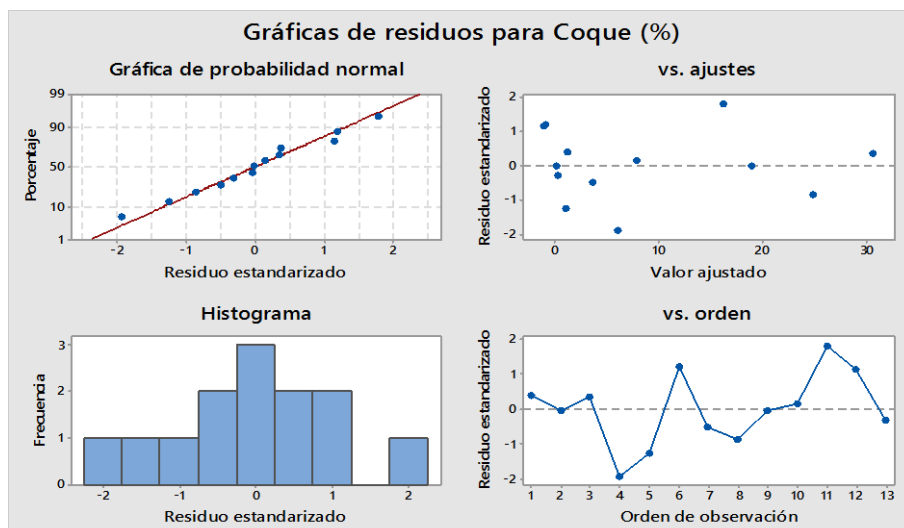 Gráficas de residuos para Coque (%)
Gráfica de probabilidad normal
99
90
50
10
1
Porcentaje
-2 -1 0 1 2
Residuo estandarizado
vs. ajustes
2
1
0
-1
-2
Residuo estandarizado
0 10 20 30
Valor ajustado
Histograma
3
2
1
0
Frecuencia
-2 -1 0 1 2
Residuo estandarizado
vs. orden
2
1
0
-1
-2
Residuo estandarizado
1 2 3 4 5 6 7 8 9 10 11 12 13
Orden de observación